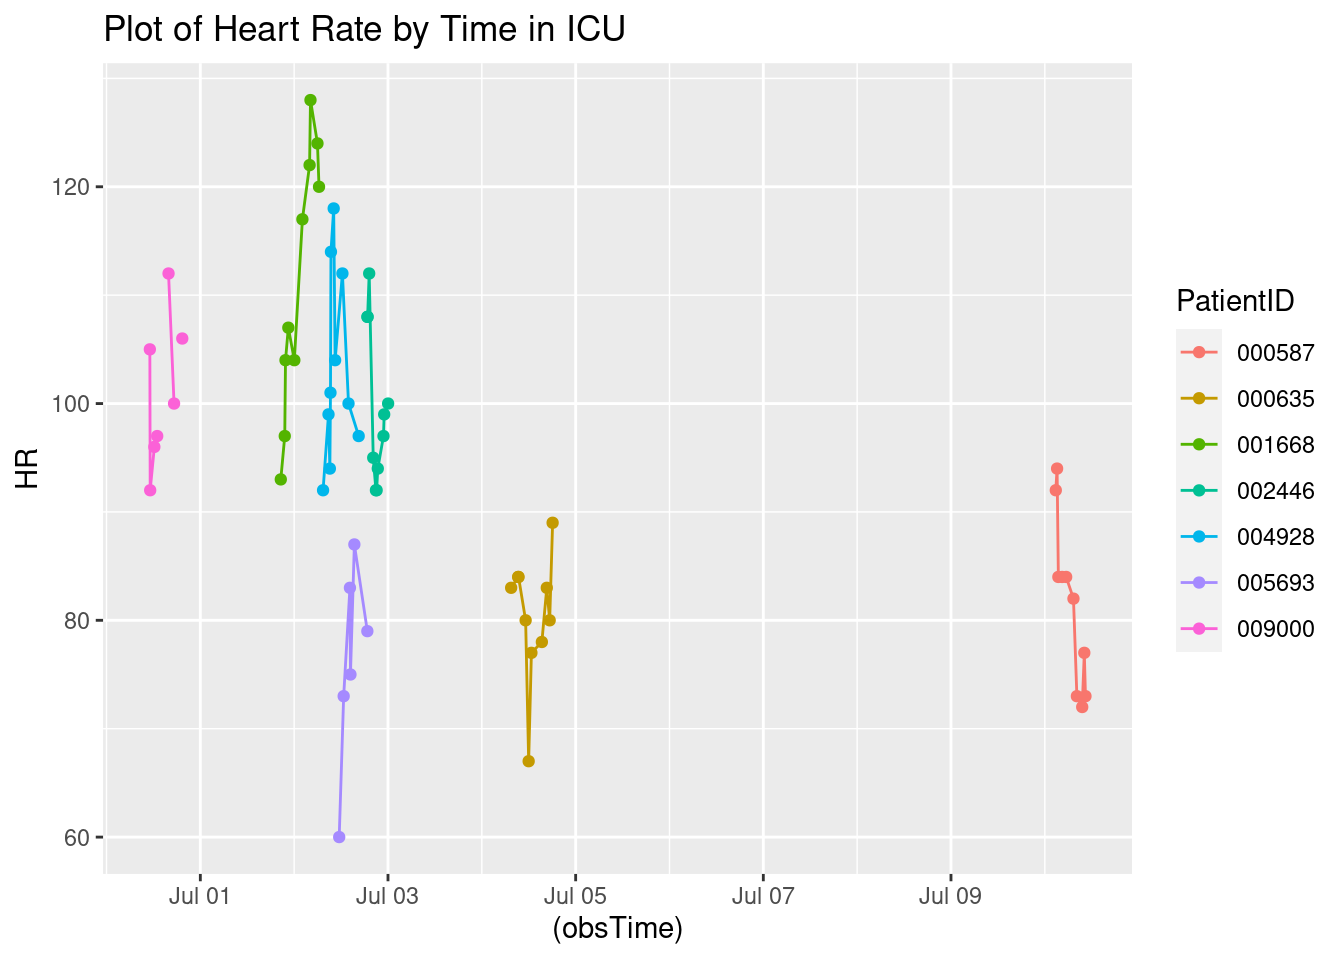 Plot of Heart Rate by Time in ICU
120
100
80
60
HR
Jul 01
Jul 03
Jul 05
Jul 07
Jul 09
(obsTime)
PatientID
000587
000635
001668
002446
004928
005693
009000